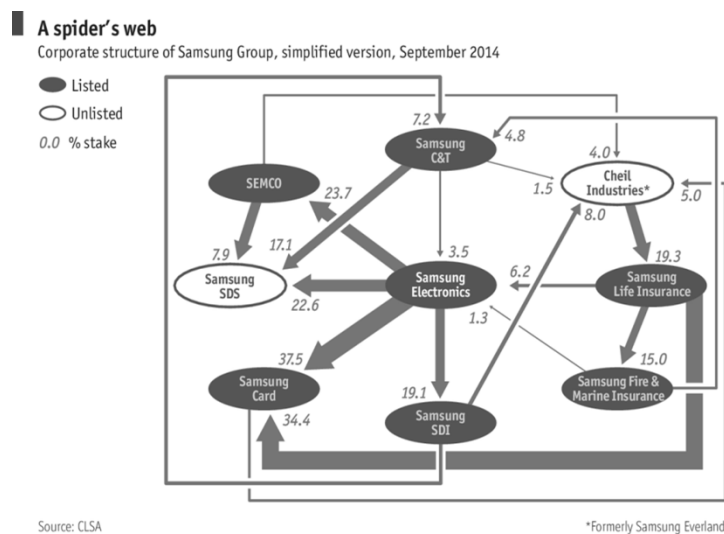 A spider's web
Corporate structure of Samsung Group, simplified version, September 2014
Listed
Unlisted
0.0 % stake
7.2
Samsung
C&T
4.8
4.0
Cheil
Industries*
1.5
5.0
8.0
SEMCO
23.7
17.1
7.9
Samsung
SDS
22.6
3.5
Samsung
Electronics
6.2
1.3
19.3
Samsung
Life Insurance
37.5
Samsung
Card
34.4
19.1
Samsung
SDI
15.0
Samsung Fire &
Marine Insurance
Source: CLSA
*Formerly Samsung Everland